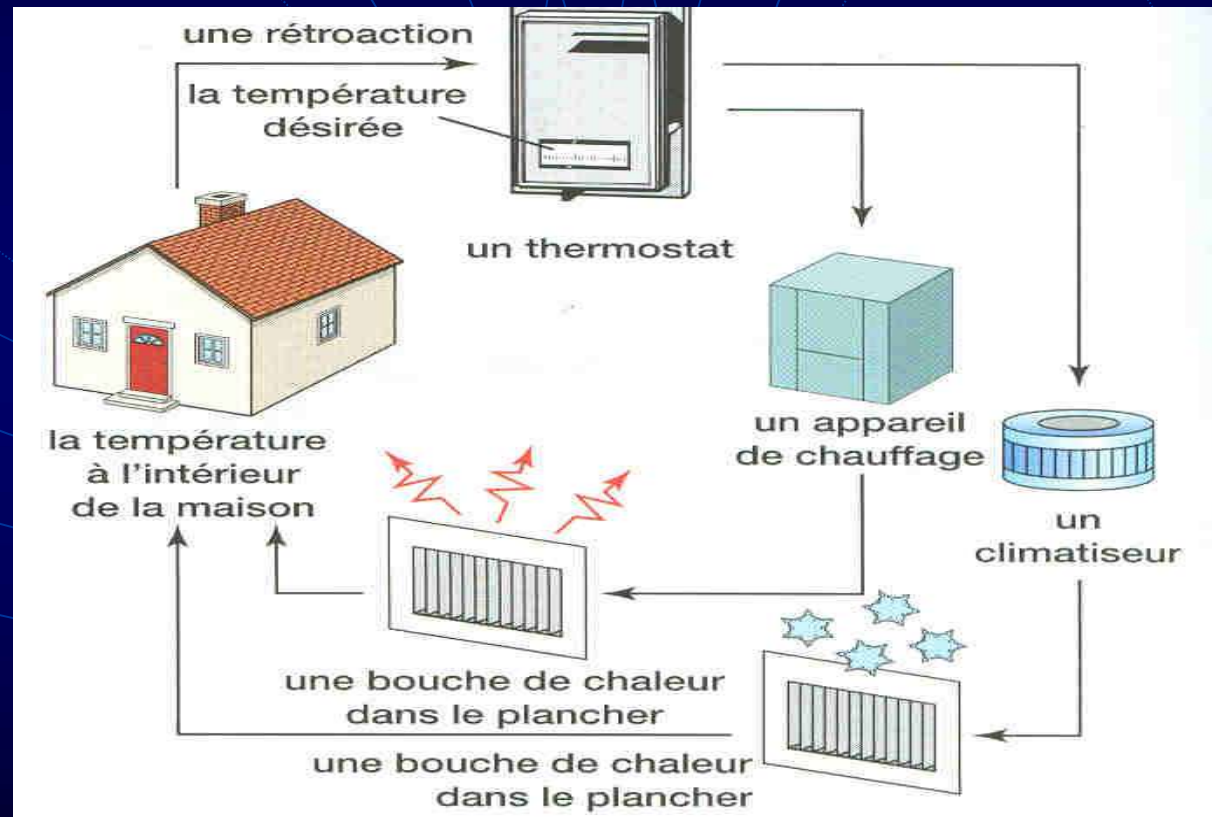 une rétroaction
la température
désirée
un thermostat
la température
à l'intérieur
de la maison
un appareil
de chauffage
un
climatiseur
une bouche de chaleur
dans le plancher
une bouche de chaleur
dans le plancher